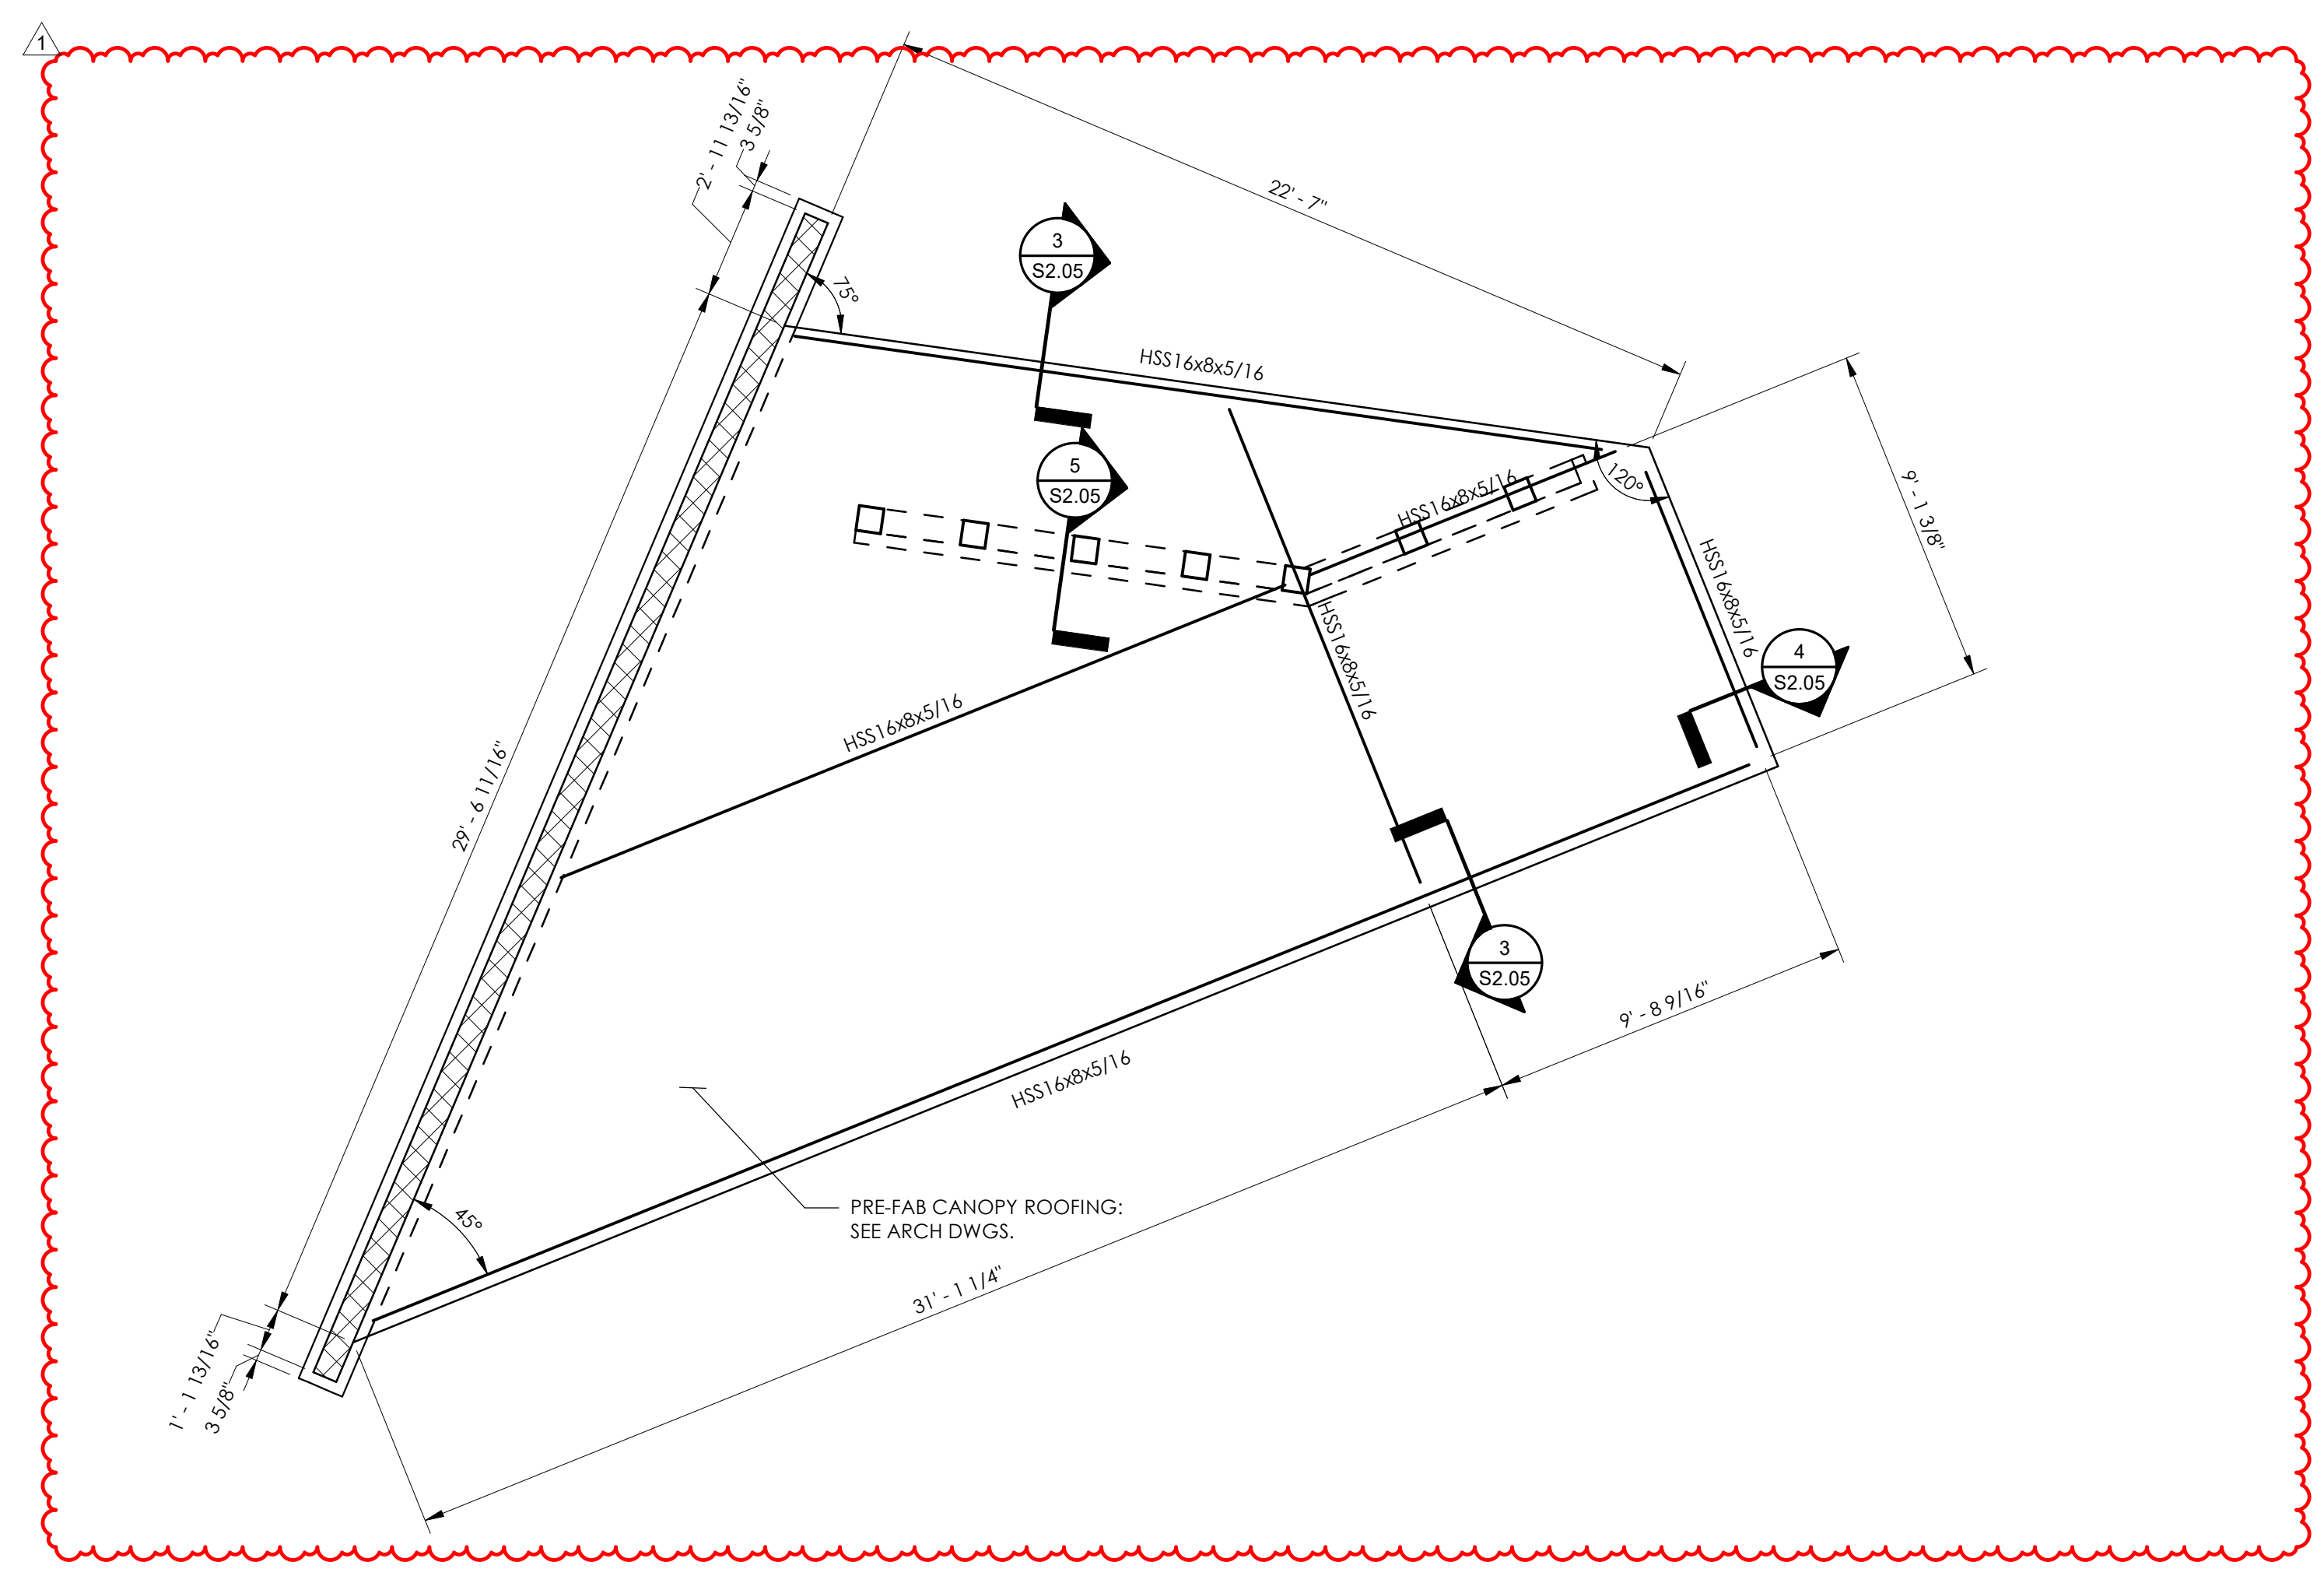 1
2' - 11 13/16"
3 5/8"
22' - 7"
3
S2.05
75°
HSS16x8x5/16
9' - 1 3/8"
5
S2.05
HSS16x8x5/16
120°
HSS16x8x5/16
HSS16x8x5/16
4
S2.05
HSS16x8x5/16
29' - 6 11/16"
3
S2.05
9' - 8 9/16"
HSS16x8x5/16
45°
PRE-FAB CANOPY ROOFING:
SEE ARCH DWGS.
31' - 1 1/4"
1' - 1 13/16"
3 5/8"